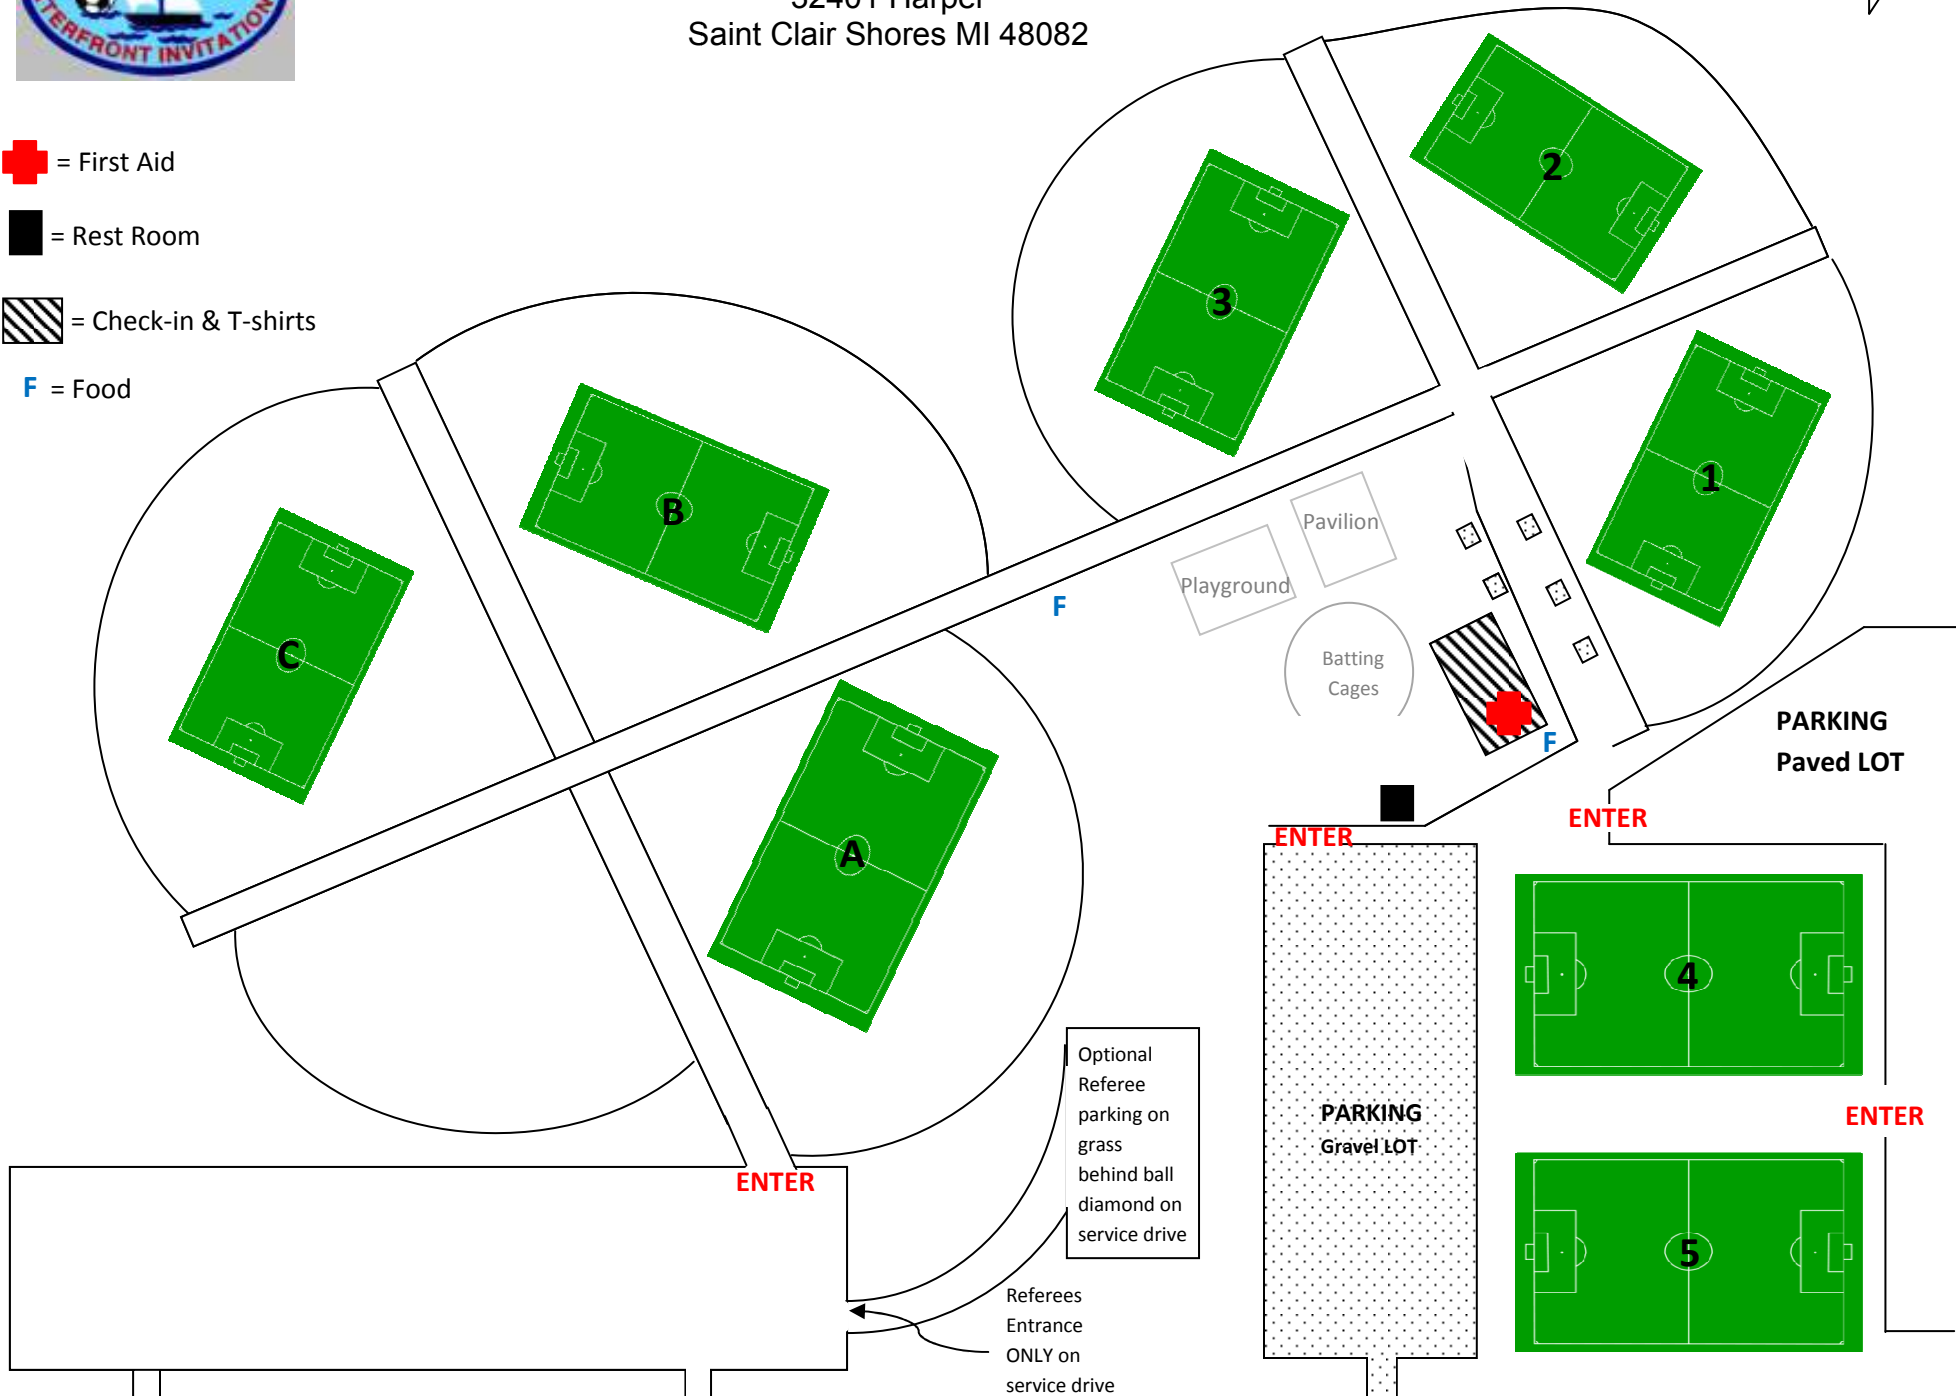 TERFRONT INVITATION
Saint Clair Shores MI 48082
= First Aid
= Rest Room
= Check-in & T-shirts
F = Food
2
3
1
B
C
A
F
Pavilion
Playground
Batting
Cages
F
PARKING
Paved LOT
ENTER
ENTER
4
Optional
Referee
parking on
grass
behind ball
diamond on
service drive
PARKING
Gravel LOT
ENTER
ENTER
5
Referees
Entrance
ONLY on
service drive